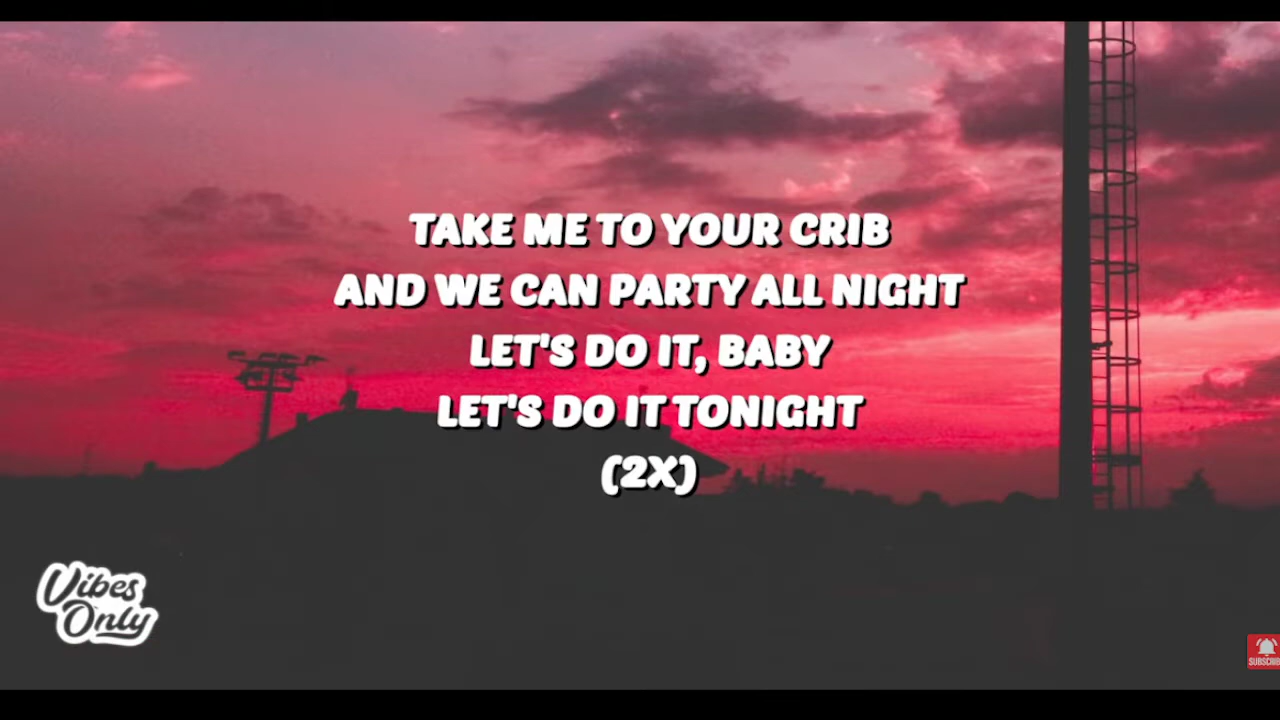 TAKE ME TO YOUR CRIB
AND WE CAN PARTY ALL NIGHT
LET'S DO IT, BABY
LET'S DO IT TONIGHT
(2X)
Vibes
Only
SUBSCRIB